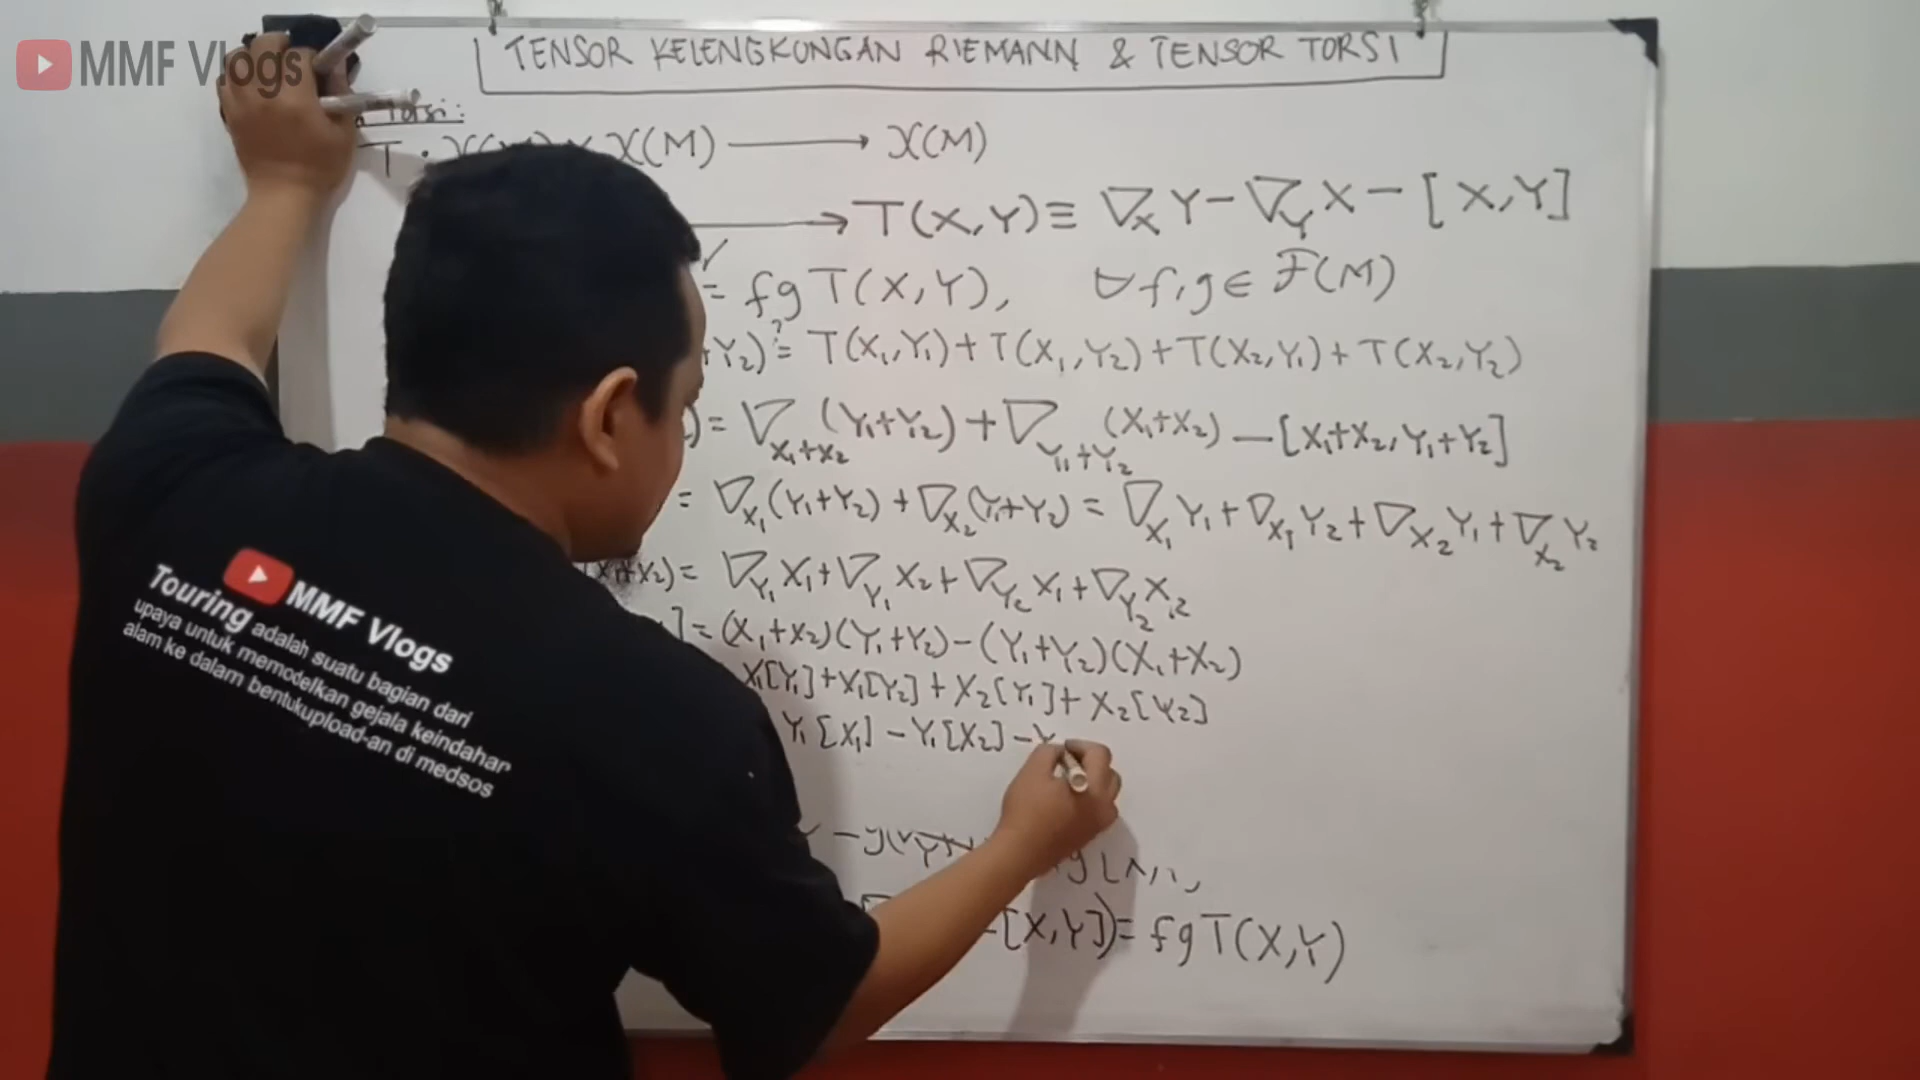 MMF Vlogs
TENSOR KELENGKUNGAN RIEMANN & TENSOR TORSI
Torsi:
T : X(M) × X(M) ⟶ X(M)
⟶ T(X,Y) ≡ ∇_X Y - ∇_Y X - [X,Y]
= fg T(X,Y), ∀ f,g ∈ F(M)
+Y₂) ?= T(X₁,Y₁) + T(X₁,Y₂) + T(X₂,Y₁) + T(X₂,Y₂)
) = ∇_{X₁+X₂} (Y₁+Y₂) + ∇_{Y₁+Y₂} (X₁+X₂) - [X₁+X₂, Y₁+Y₂]
= ∇_{X₁}(Y₁+Y₂) + ∇_{X₂}(Y₁+Y₂) = ∇_{X₁} Y₁ + ∇_{X₁} Y₂ + ∇_{X₂} Y₁ + ∇_{X₂} Y₂
(X₁+X₂) = ∇_{Y₁} X₁ + ∇_{Y₁} X₂ + ∇_{Y₂} X₁ + ∇_{Y₂} X₂
] = (X₁+X₂)(Y₁+Y₂) - (Y₁+Y₂)(X₁+X₂)
X₁[Y₁] + X₁[Y₂] + X₂[Y₁] + X₂[Y₂]
Y₁[X₁] - Y₁[X₂] - Y
- [X,Y]) = fg T(X,Y)
MMF Vlogs
Touring adalah suatu bagian dari
upaya untuk memodelkan gejala keindahan
alam ke dalam bentuk upload-an di medsos